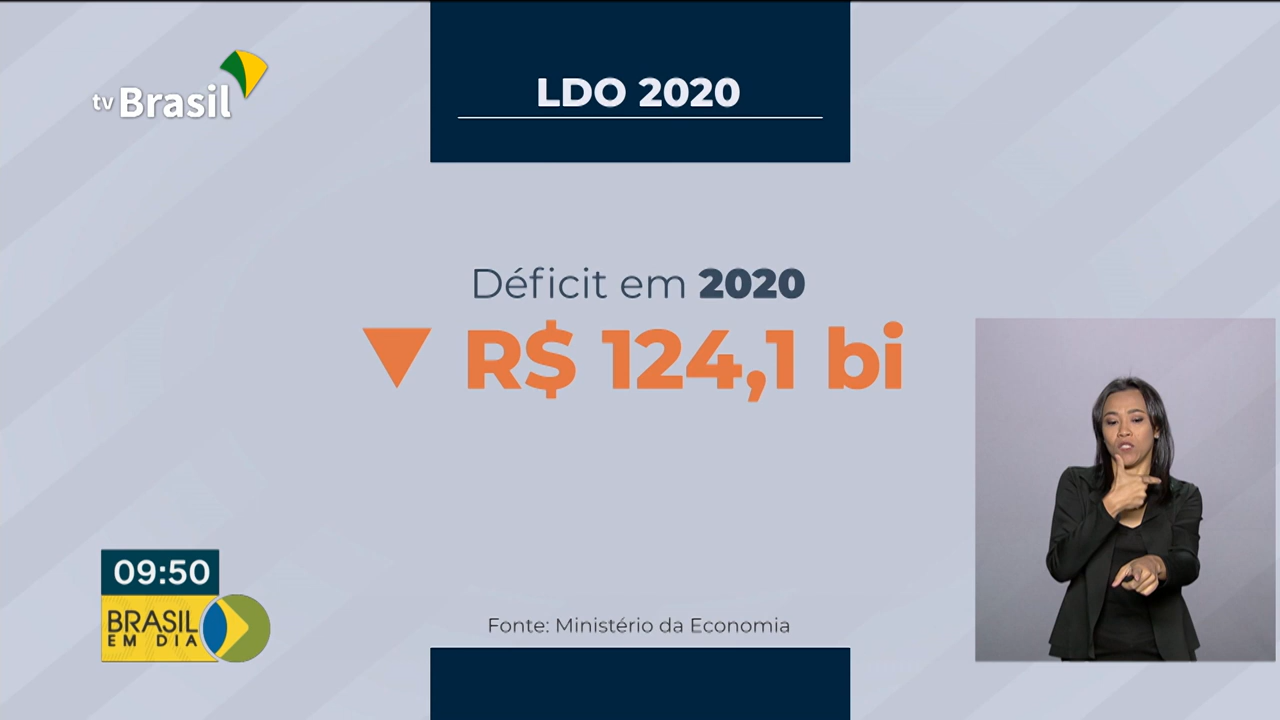 tv Brasil
LDO 2020
Déficit em 2020
R$ 124,1 bi
09:50
BRASIL
EM DIA
Fonte: Ministério da Economia